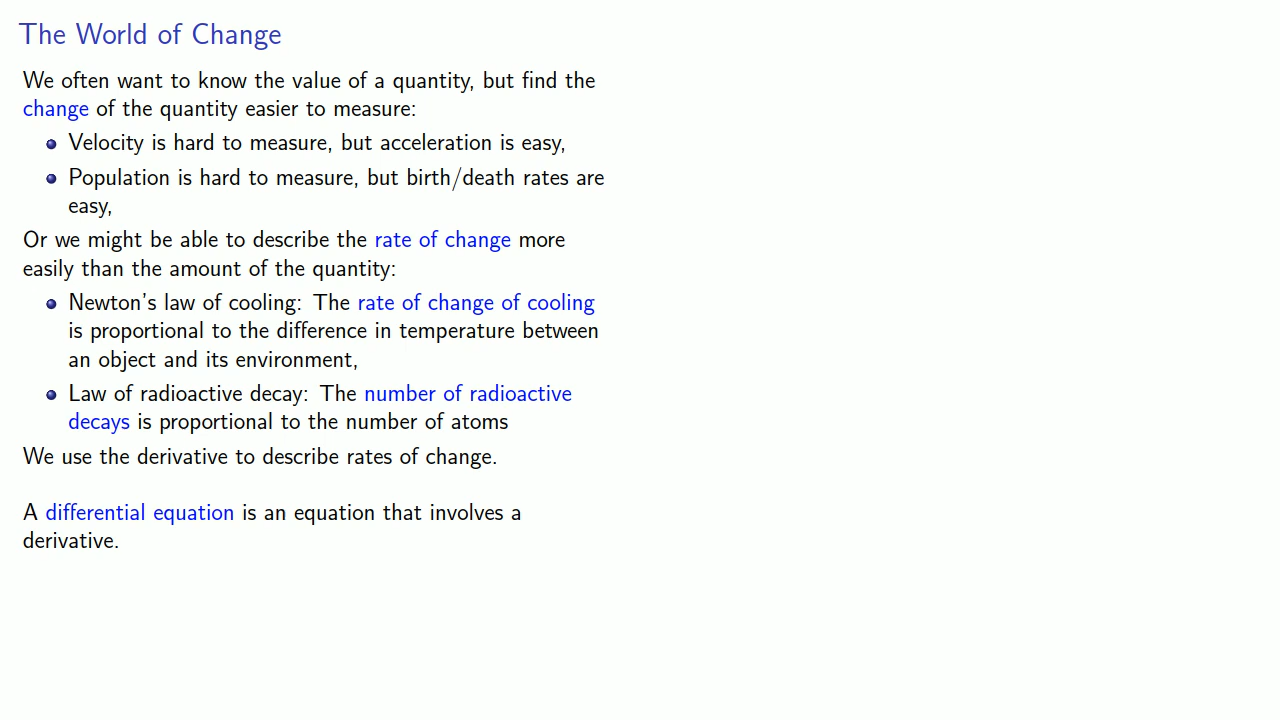 The World of Change
We often want to know the value of a quantity, but find the
change of the quantity easier to measure:
Velocity is hard to measure, but acceleration is easy,
Population is hard to measure, but birth/death rates are
easy,
Or we might be able to describe the rate of change more
easily than the amount of the quantity:
Newton's law of cooling: The rate of change of cooling
is proportional to the difference in temperature between
an object and its environment,
Law of radioactive decay: The number of radioactive
decays is proportional to the number of atoms
We use the derivative to describe rates of change.
A differential equation is an equation that involves a
derivative.